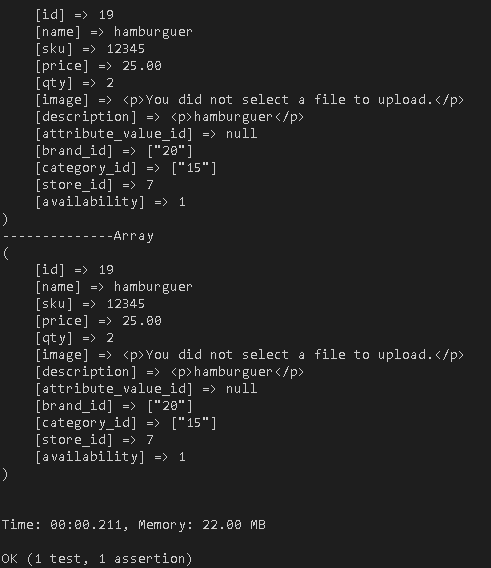 [id] => 19
[name] => hamburguer
[sku] => 12345
[price] => 25.00
[qty] => 2
[image] => <p>You did not select a file to upload.</p>
[description] => <p>hamburguer</p>
[attribute_value_id] => null
[brand_id] => ["20"]
[category_id] => ["15"]
[store_id] => 7
[availability] => 1
)
--------------Array
(
[id] => 19
[name] => hamburguer
[sku] => 12345
[price] => 25.00
[qty] => 2
[image] => <p>You did not select a file to upload.</p>
[description] => <p>hamburguer</p>
[attribute_value_id] => null
[brand_id] => ["20"]
[category_id] => ["15"]
[store_id] => 7
[availability] => 1
)
Time: 00:00.211, Memory: 22.00 MB
OK (1 test, 1 assertion)